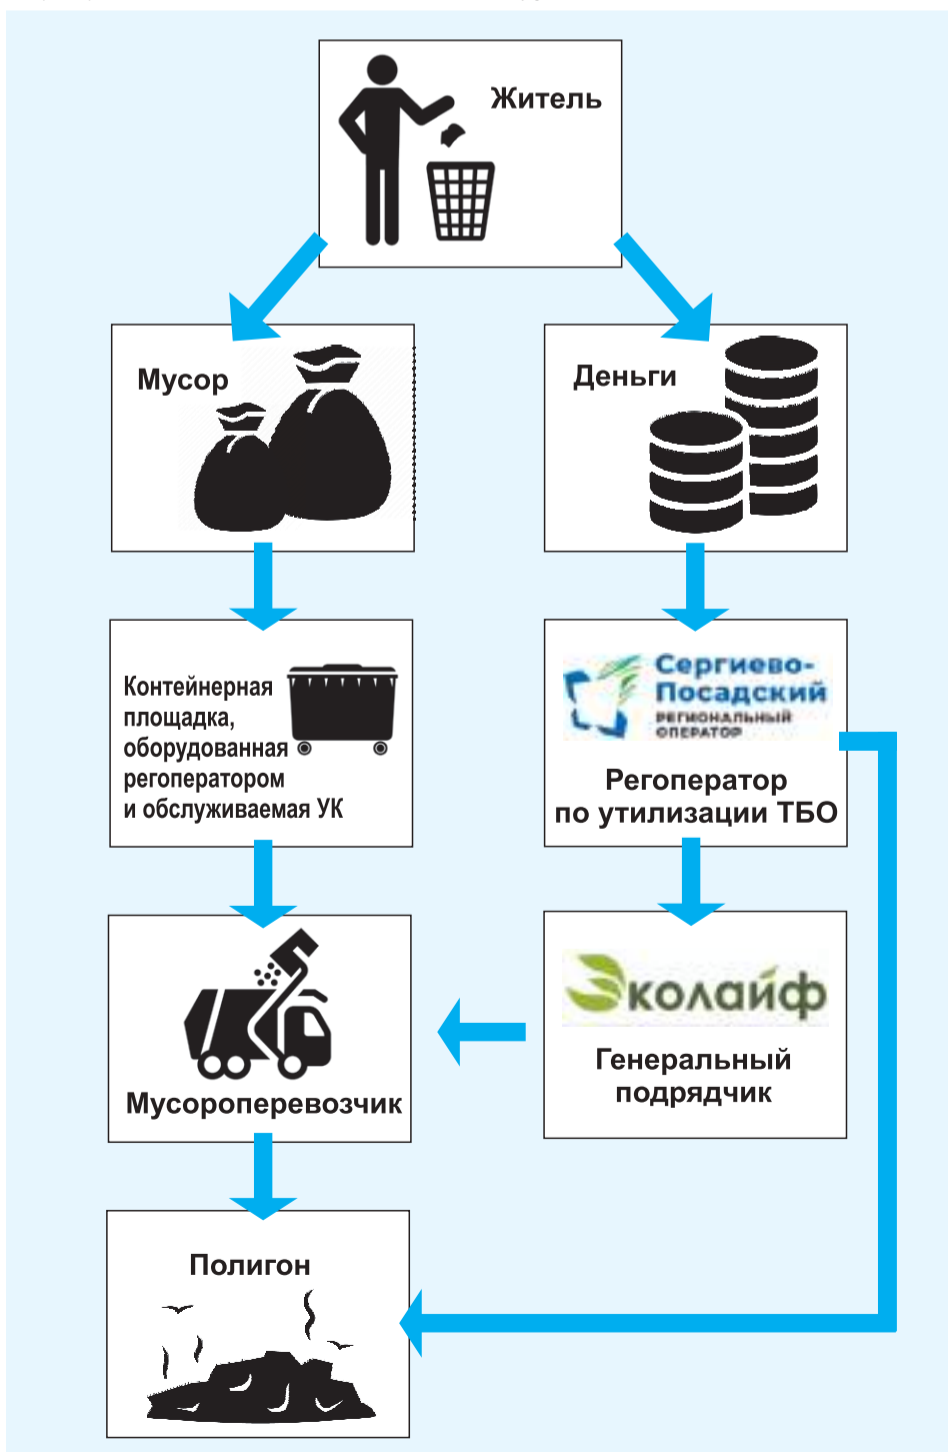 Житель
Мусор
Деньги
Контейнерная
площадка,
оборудованная
регоператором
и обслуживаемая УК
Сергиево-
Посадский
РЕГИОНАЛЬНЫЙ
ОПЕРАТОР
Регоператор
по утилизации ТБО
Мусороперевозчик
Эколайф
Генеральный
подрядчик
Полигон